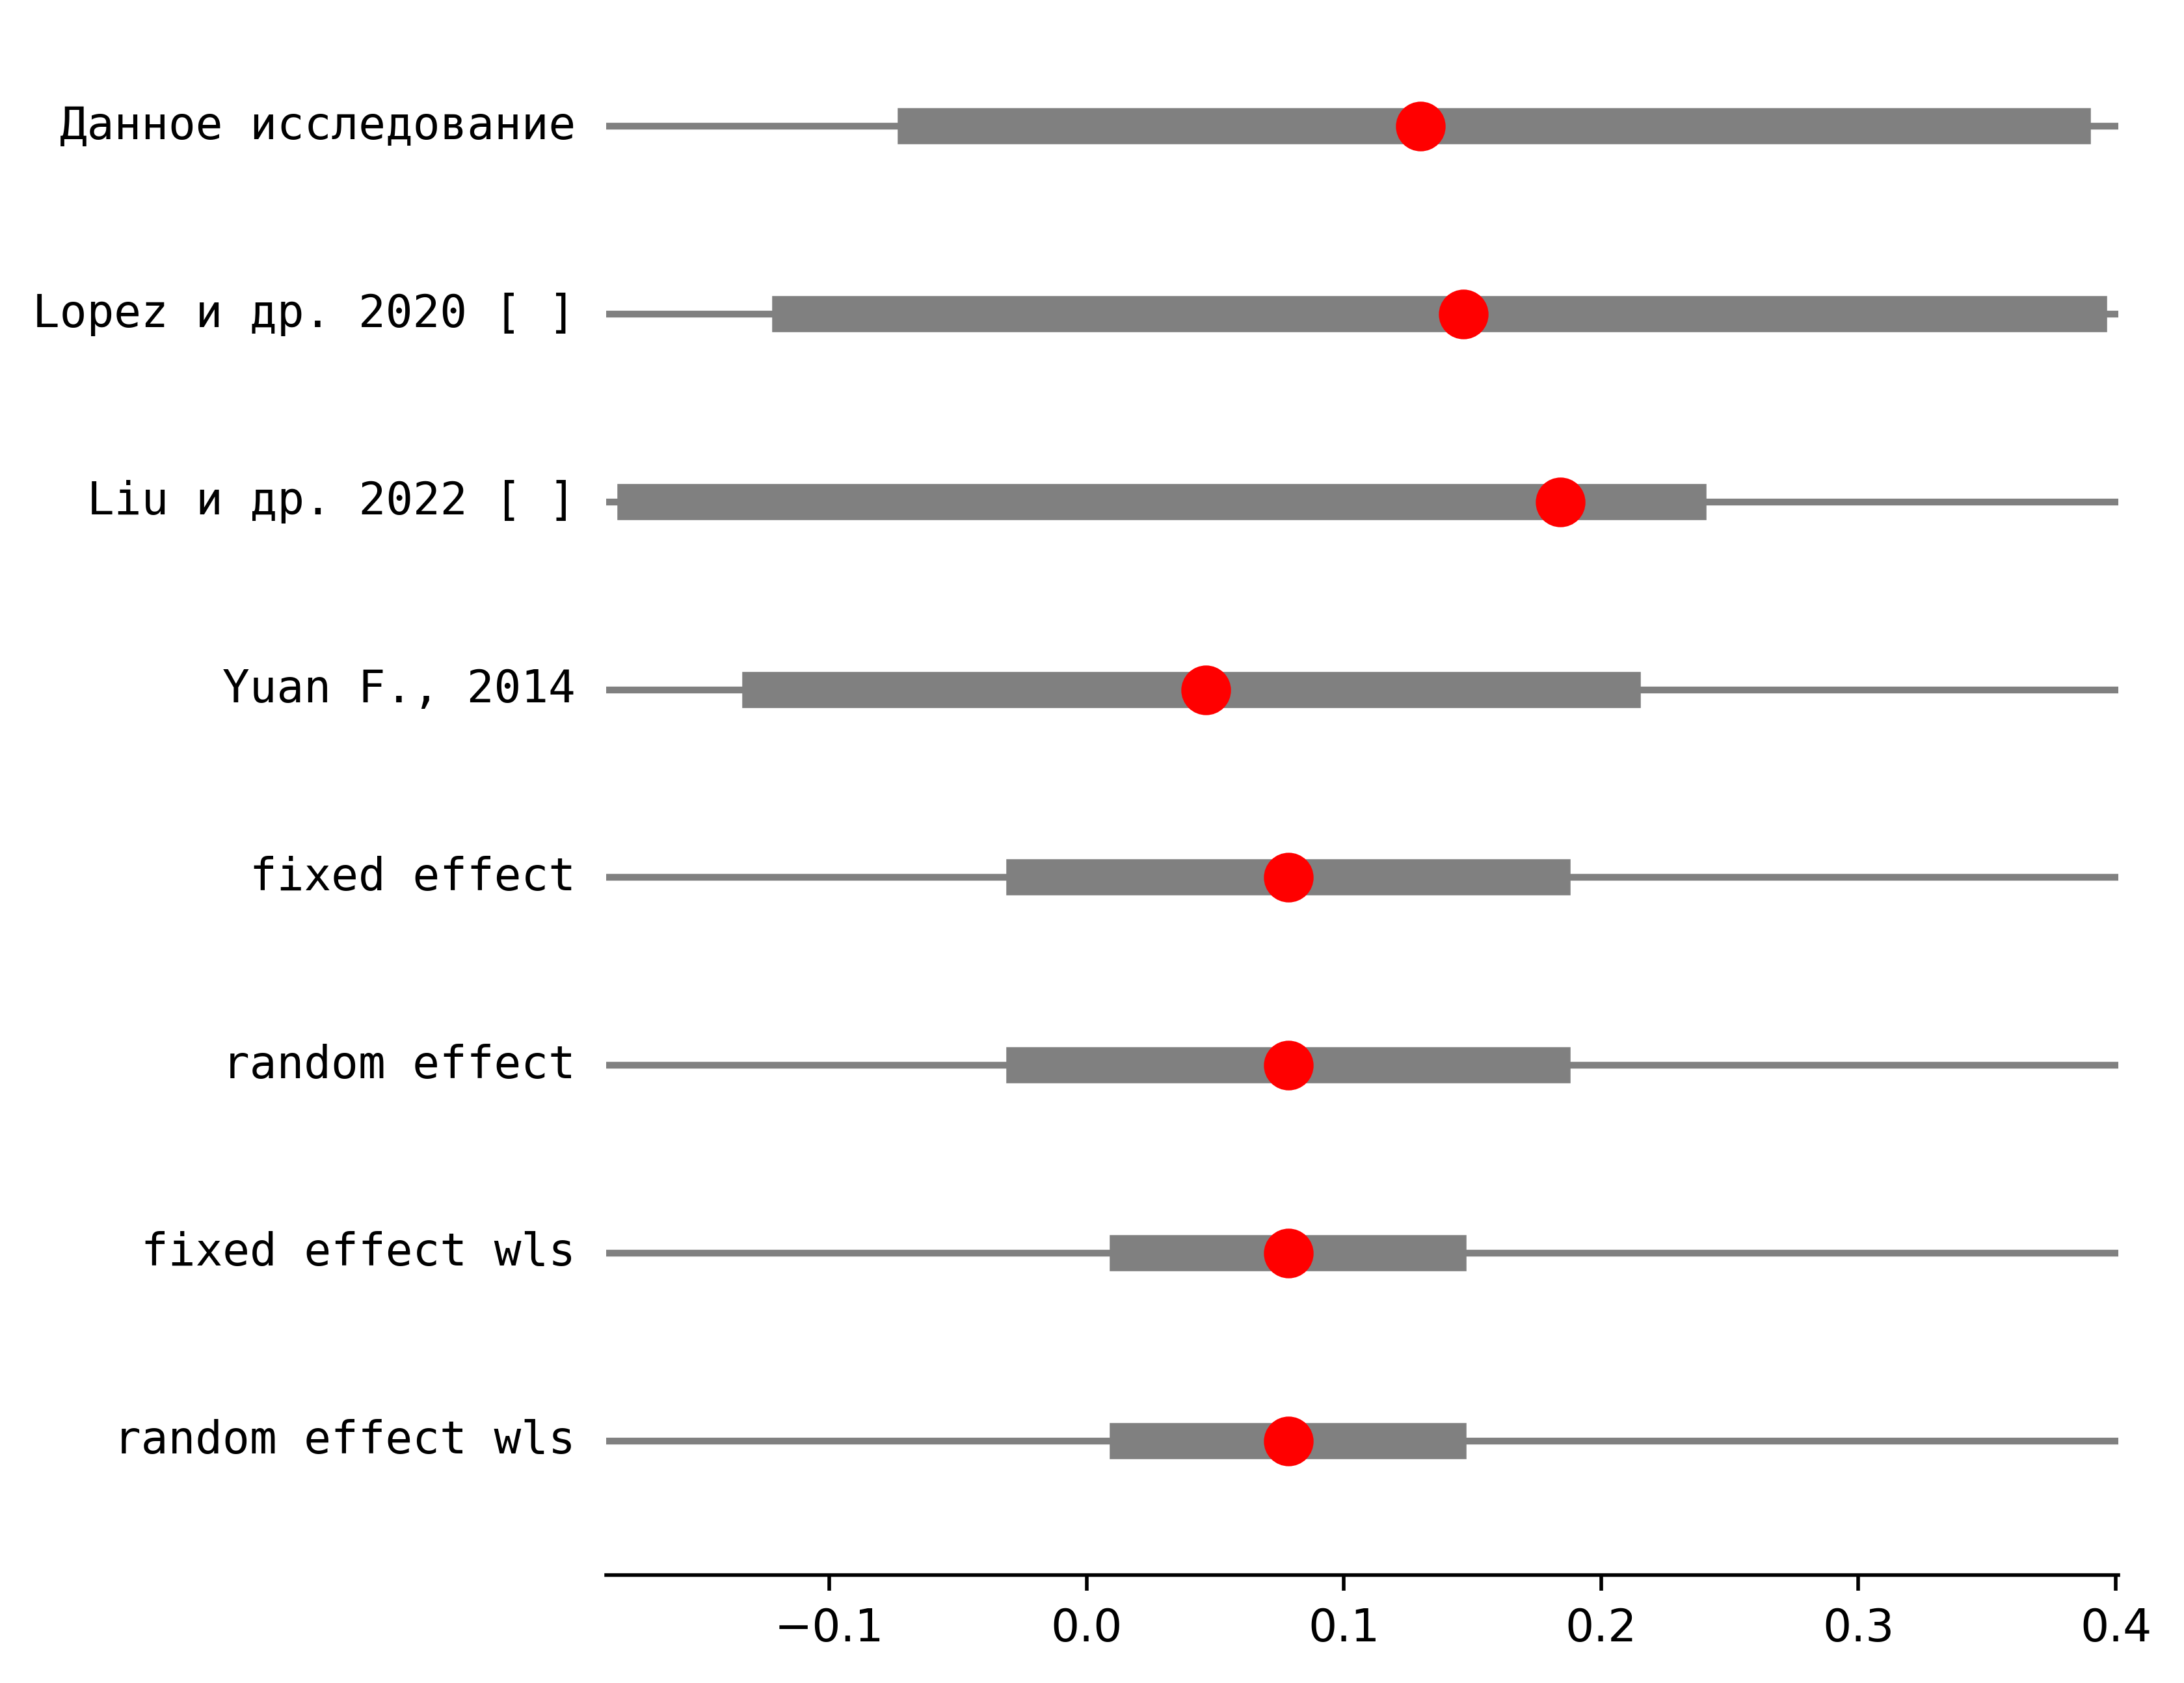 Данное исследование
Lopez и др. 2020 [ ]
Liu и др. 2022 [ ]
Yuan F., 2014
fixed effect
random effect
fixed effect wls
random effect wls
−0.1 0.0 0.1 0.2 0.3 0.4